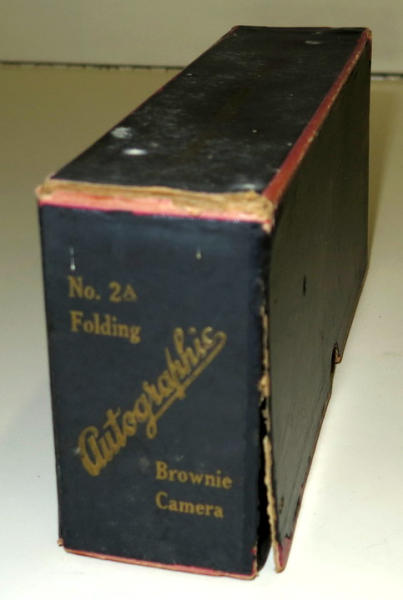 No. 2A
Folding
Autographic
Brownie
Camera